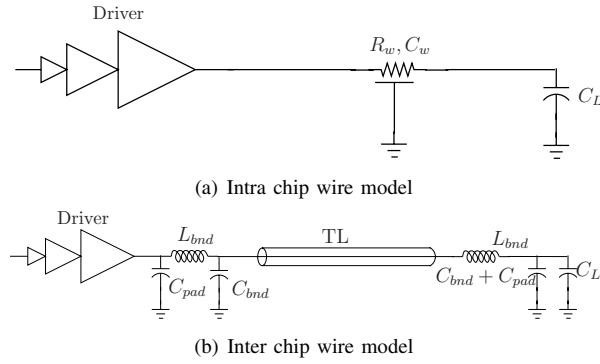 Driver
R_w, C_w
C_L
(a) Intra chip wire model
Driver
L_bnd
TL
L_bnd
C_pad
C_bnd
C_bnd + C_pad
C_L
(b) Inter chip wire model